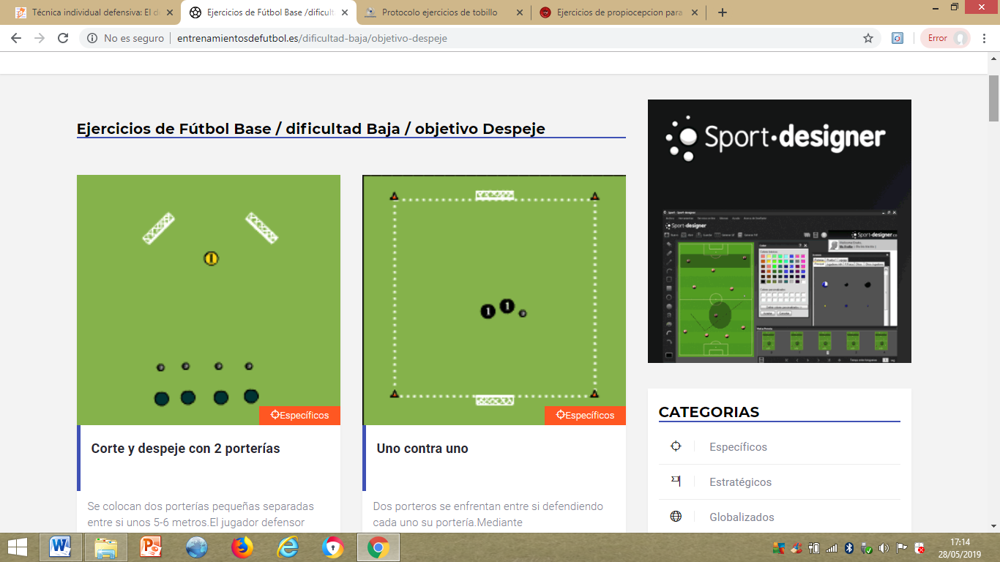 Técnica individual defensiva: El d
Ejercicios de Fútbol Base /dificult
Protocolo ejercicios de tobillo
Ejercicios de propiocepcion para
No es seguro
entrenamientosdefutbol.es/dificultad-baja/objetivo-despeje
Error
Ejercicios de Fútbol Base / dificultad Baja / objetivo Despeje
1
Específicos
Corte y despeje con 2 porterías
Se colocan dos porterías pequeñas separadas
entre si unos 5-6 metros.El jugador defensor
1 1
Específicos
Uno contra uno
Dos porteros se enfrentan entre si defendiendo
cada uno su portería.Mediante
Sport·designer
Sport·designer
CATEGORIAS
Específicos
Estratégicos
Globalizados
17:14
28/05/2019